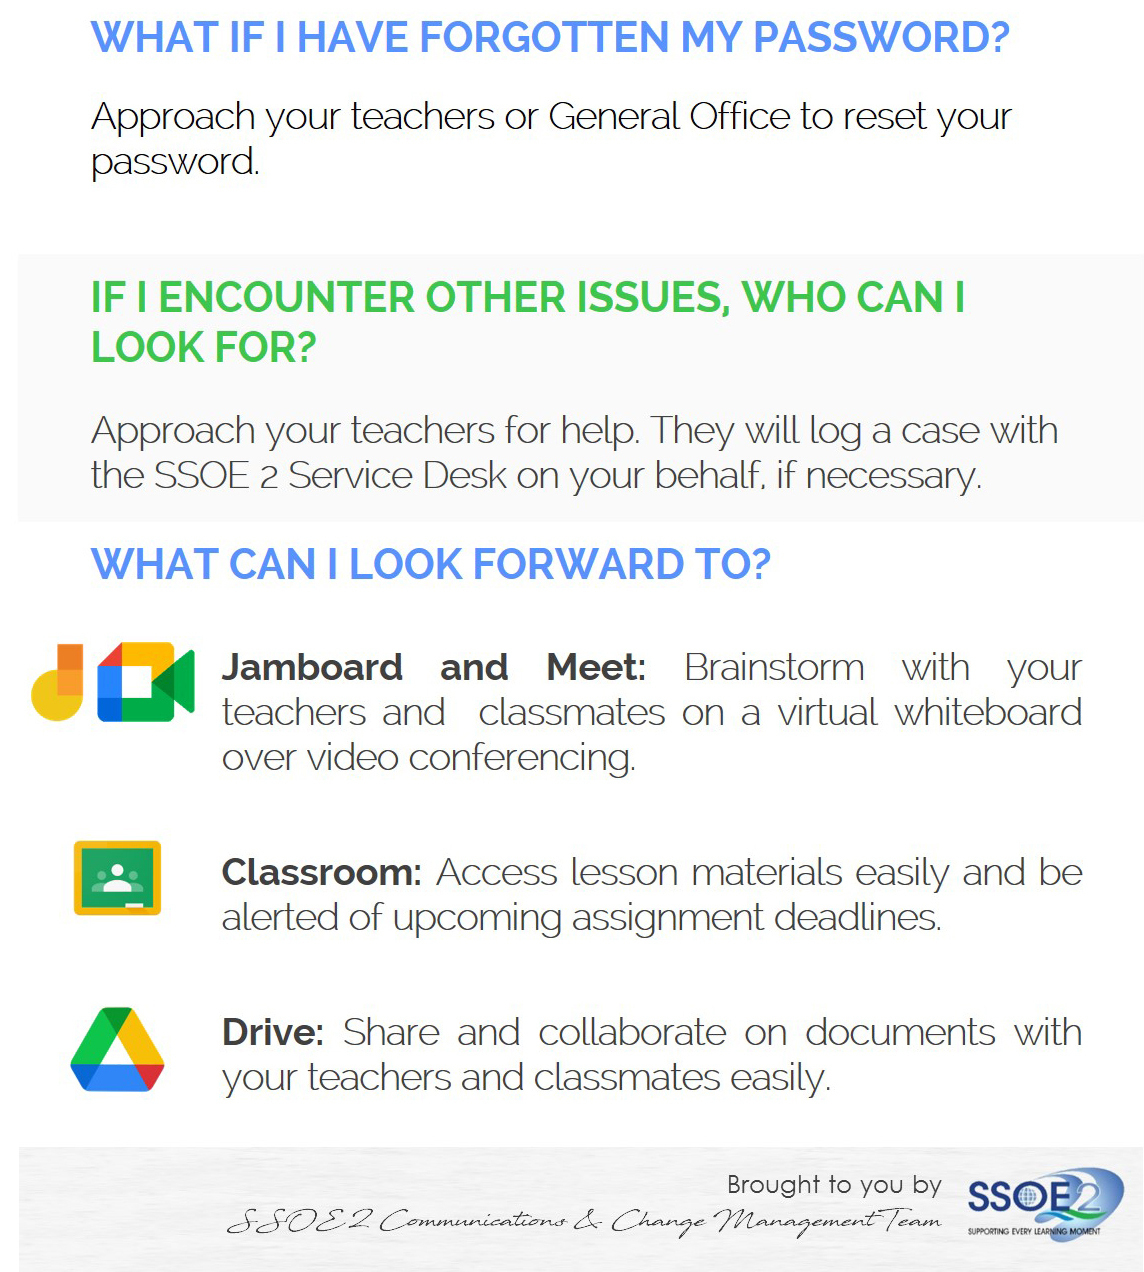 WHAT IF I HAVE FORGOTTEN MY PASSWORD?
Approach your teachers or General Office to reset your
password.
IF I ENCOUNTER OTHER ISSUES, WHO CAN I
LOOK FOR?
Approach your teachers for help. They will log a case with
the SSOE 2 Service Desk on your behalf, if necessary.
WHAT CAN I LOOK FORWARD TO?
Jamboard and Meet: Brainstorm with your
teachers and classmates on a virtual whiteboard
over video conferencing.
Classroom: Access lesson materials easily and be
alerted of upcoming assignment deadlines.
Drive: Share and collaborate on documents with
your teachers and classmates easily.
Brought to you by
SSOE2 Communications & Change Management Team
SSOE2
SUPPORTING EVERY LEARNING MOMENT